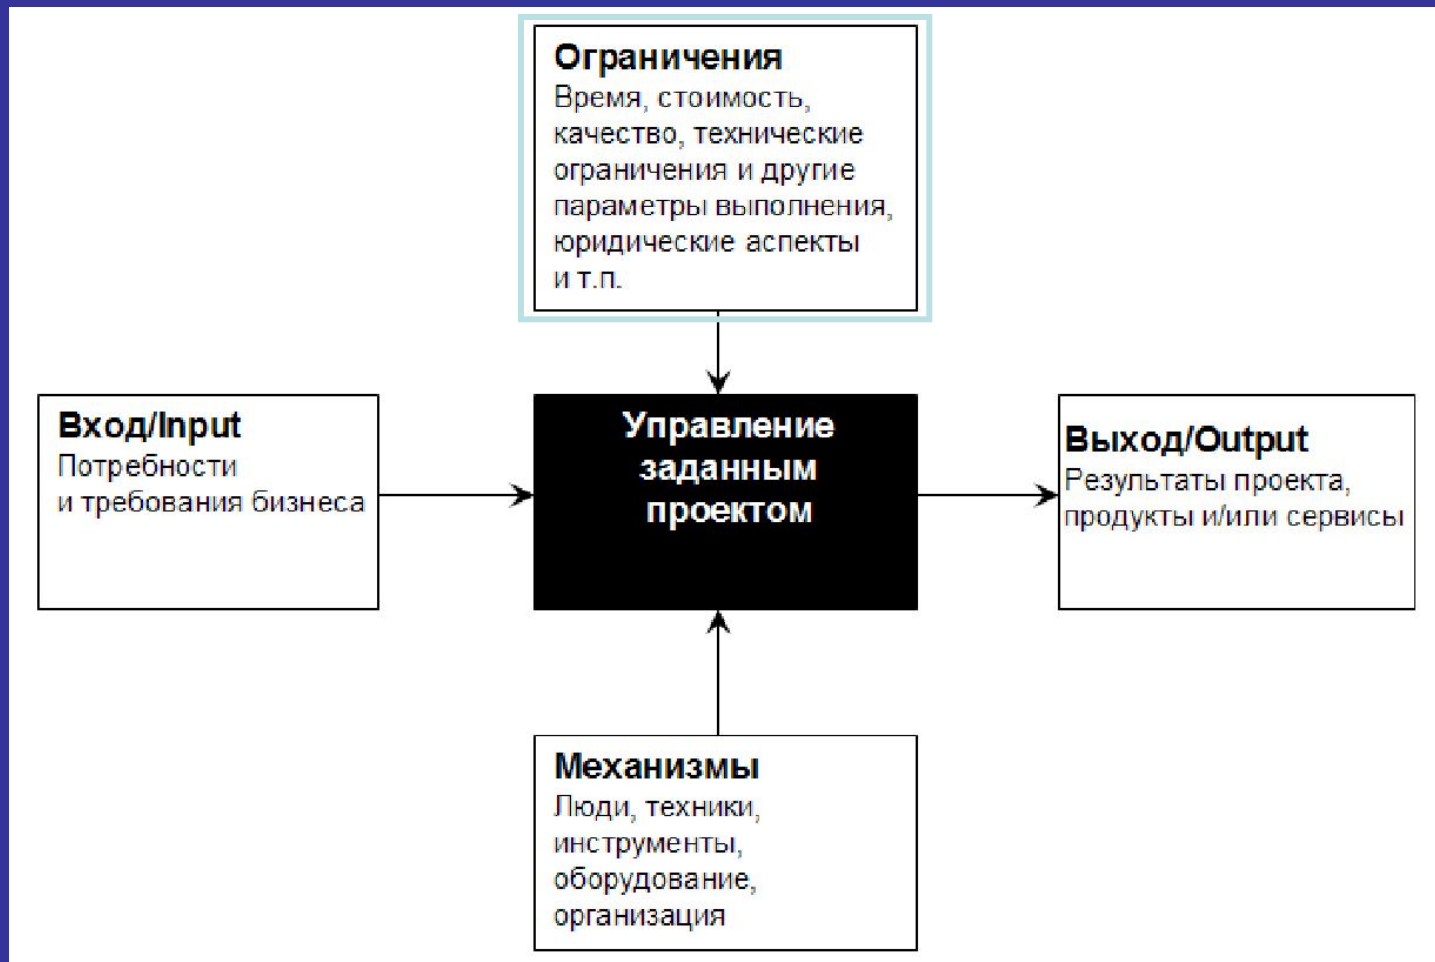 Ограничения
Время, стоимость,
качество, технические
ограничения и другие
параметры выполнения,
юридические аспекты
и т.п.
Вход/Input
Потребности
и требования бизнеса
Управление
заданным
проектом
Выход/Output
Результаты проекта,
продукты и/или сервисы
Механизмы
Люди, техники,
инструменты,
оборудование,
организация